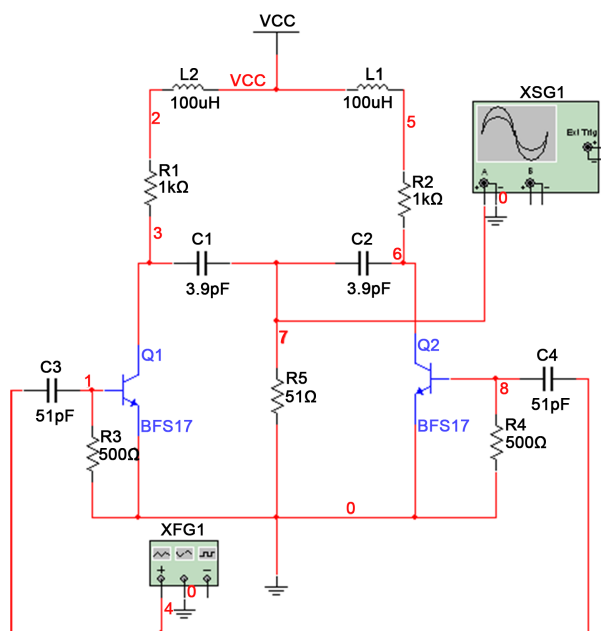 VCC
L2
VCC
L1
100uH
100uH
2
5
XSG1
Ext Trig
+
A
B
+
-
+
-
0
R1
1kΩ
R2
1kΩ
3
C1
C2
6
3.9pF
3.9pF
7
Q1
Q2
C3
1
51pF
R5
51Ω
C4
8
51pF
BFS17
BFS17
R3
500Ω
R4
500Ω
0
XFG1
+
-
0
4